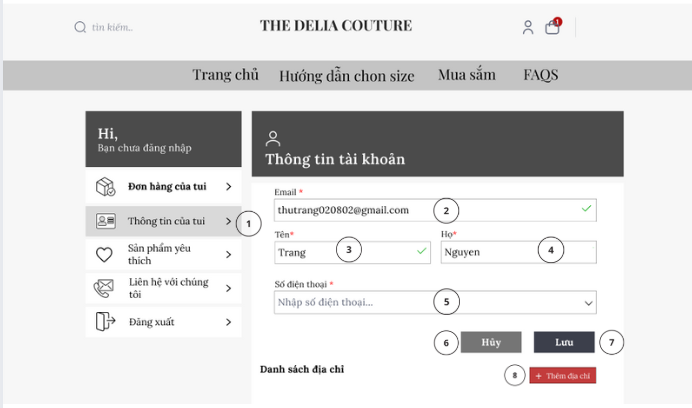 tìn kiếm..
THE DELIA COUTURE
1
Trang chủ Hướng dẫn chon size Mua sắm FAQS
Hi,
Bạn chưa đăng nhập
Đơn hàng của tui
Thông tin của tui
1
Sản phẩm yêu
thích
Liên hệ với chúng
tôi
Đăng xuất
Thông tin tài khoản
Email *
thutrang020802@gmail.com
2
Tên*
Họ*
Trang
3
Nguyen
4
Số điện thoại *
Nhập số điện thoại...
5
6
Hủy
Lưu
7
Danh sách địa chỉ
8
+ Thêm địa chỉ